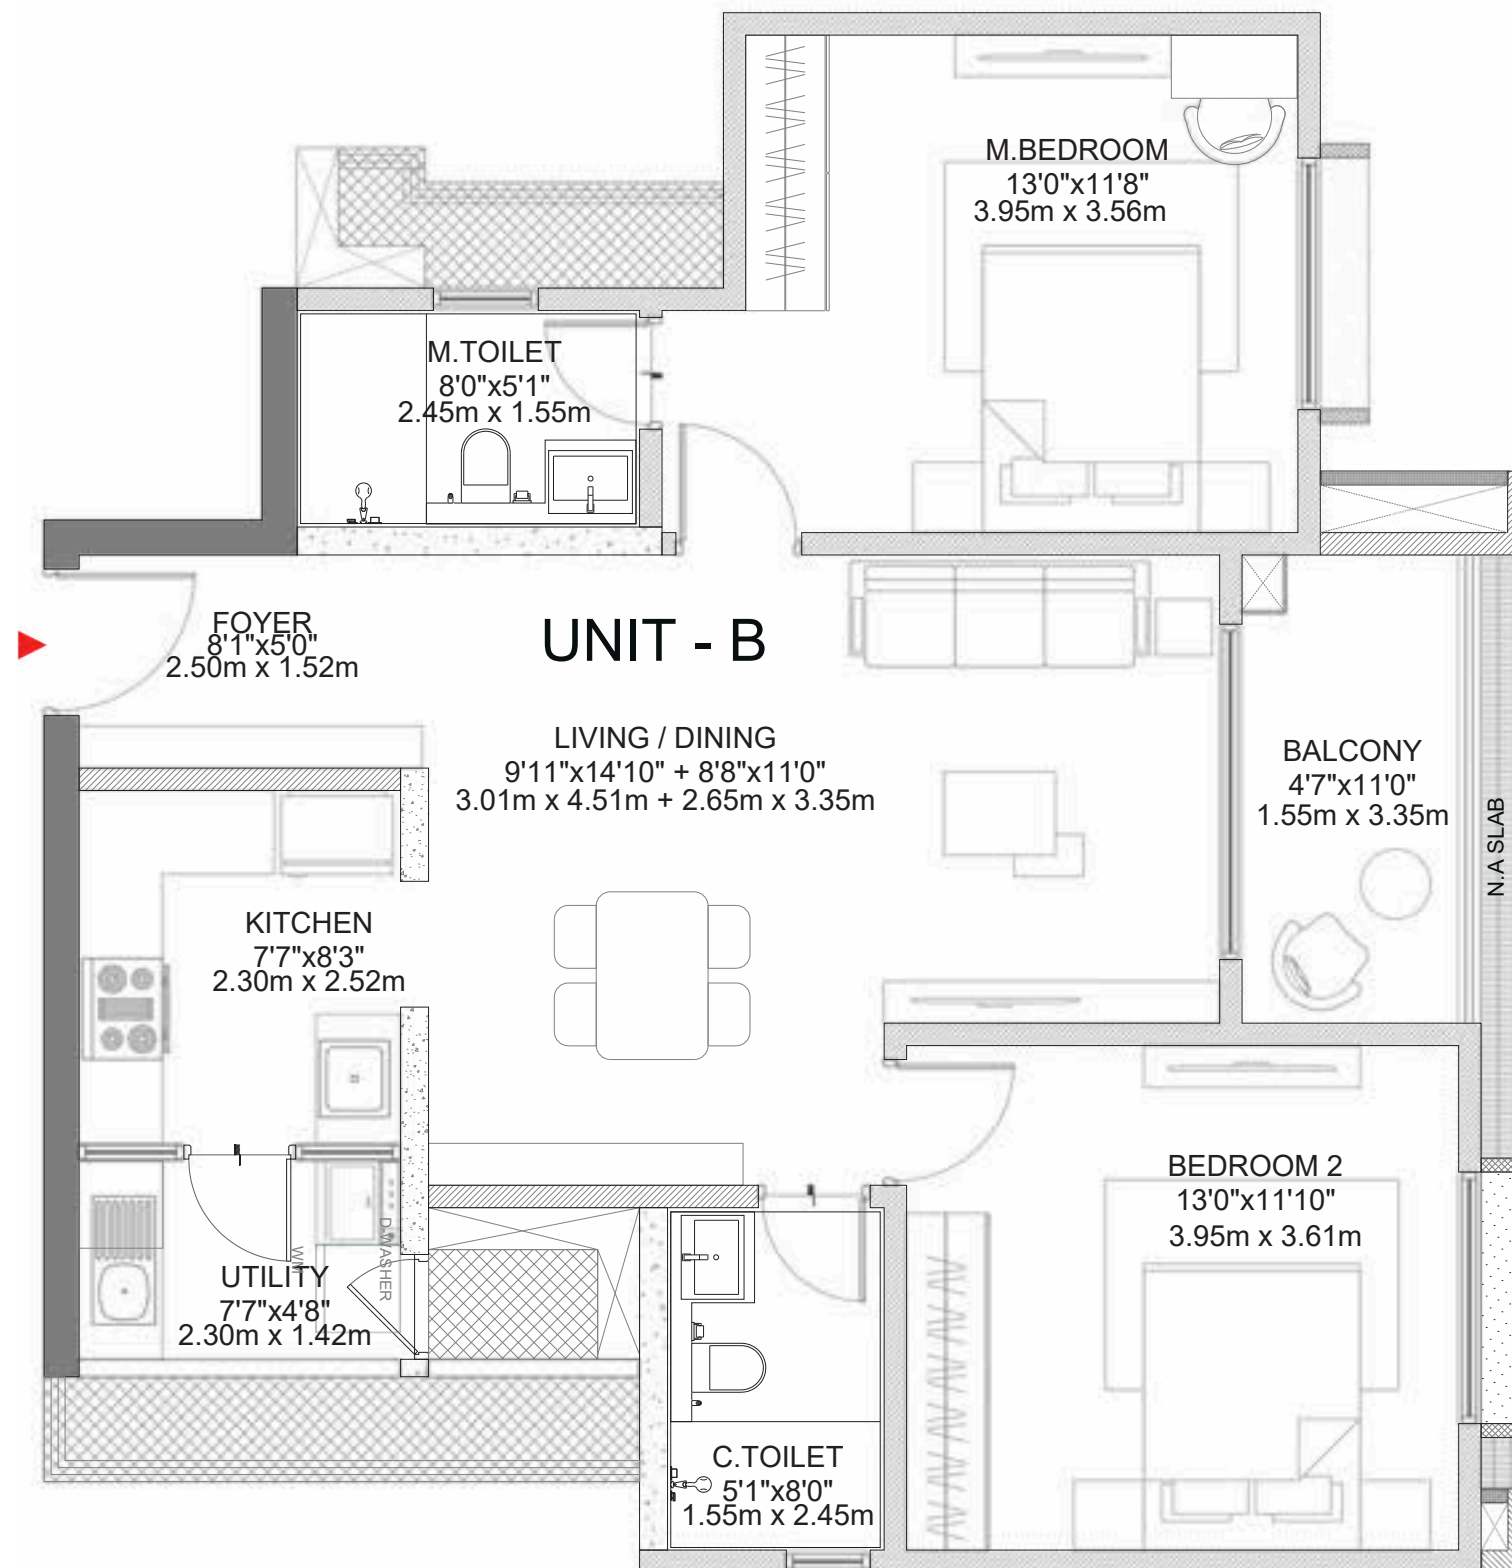 M.BEDROOM
13'0"x11'8"
3.95m x 3.56m
M.TOILET
8'0"x5'1"
2.45m x 1.55m
FOYER
8'1"x5'0"
2.50m x 1.52m
UNIT - B
LIVING / DINING
9'11"x14'10" + 8'8"x11'0"
3.01m x 4.51m + 2.65m x 3.35m
BALCONY
4'7"x11'0"
1.55m x 3.35m
N.A SLAB
KITCHEN
7'7"x8'3"
2.30m x 2.52m
BEDROOM 2
13'0"x11'10"
3.95m x 3.61m
WM
D.WASHER
UTILITY
7'7"x4'8"
2.30m x 1.42m
C.TOILET
5'1"x8'0"
1.55m x 2.45m